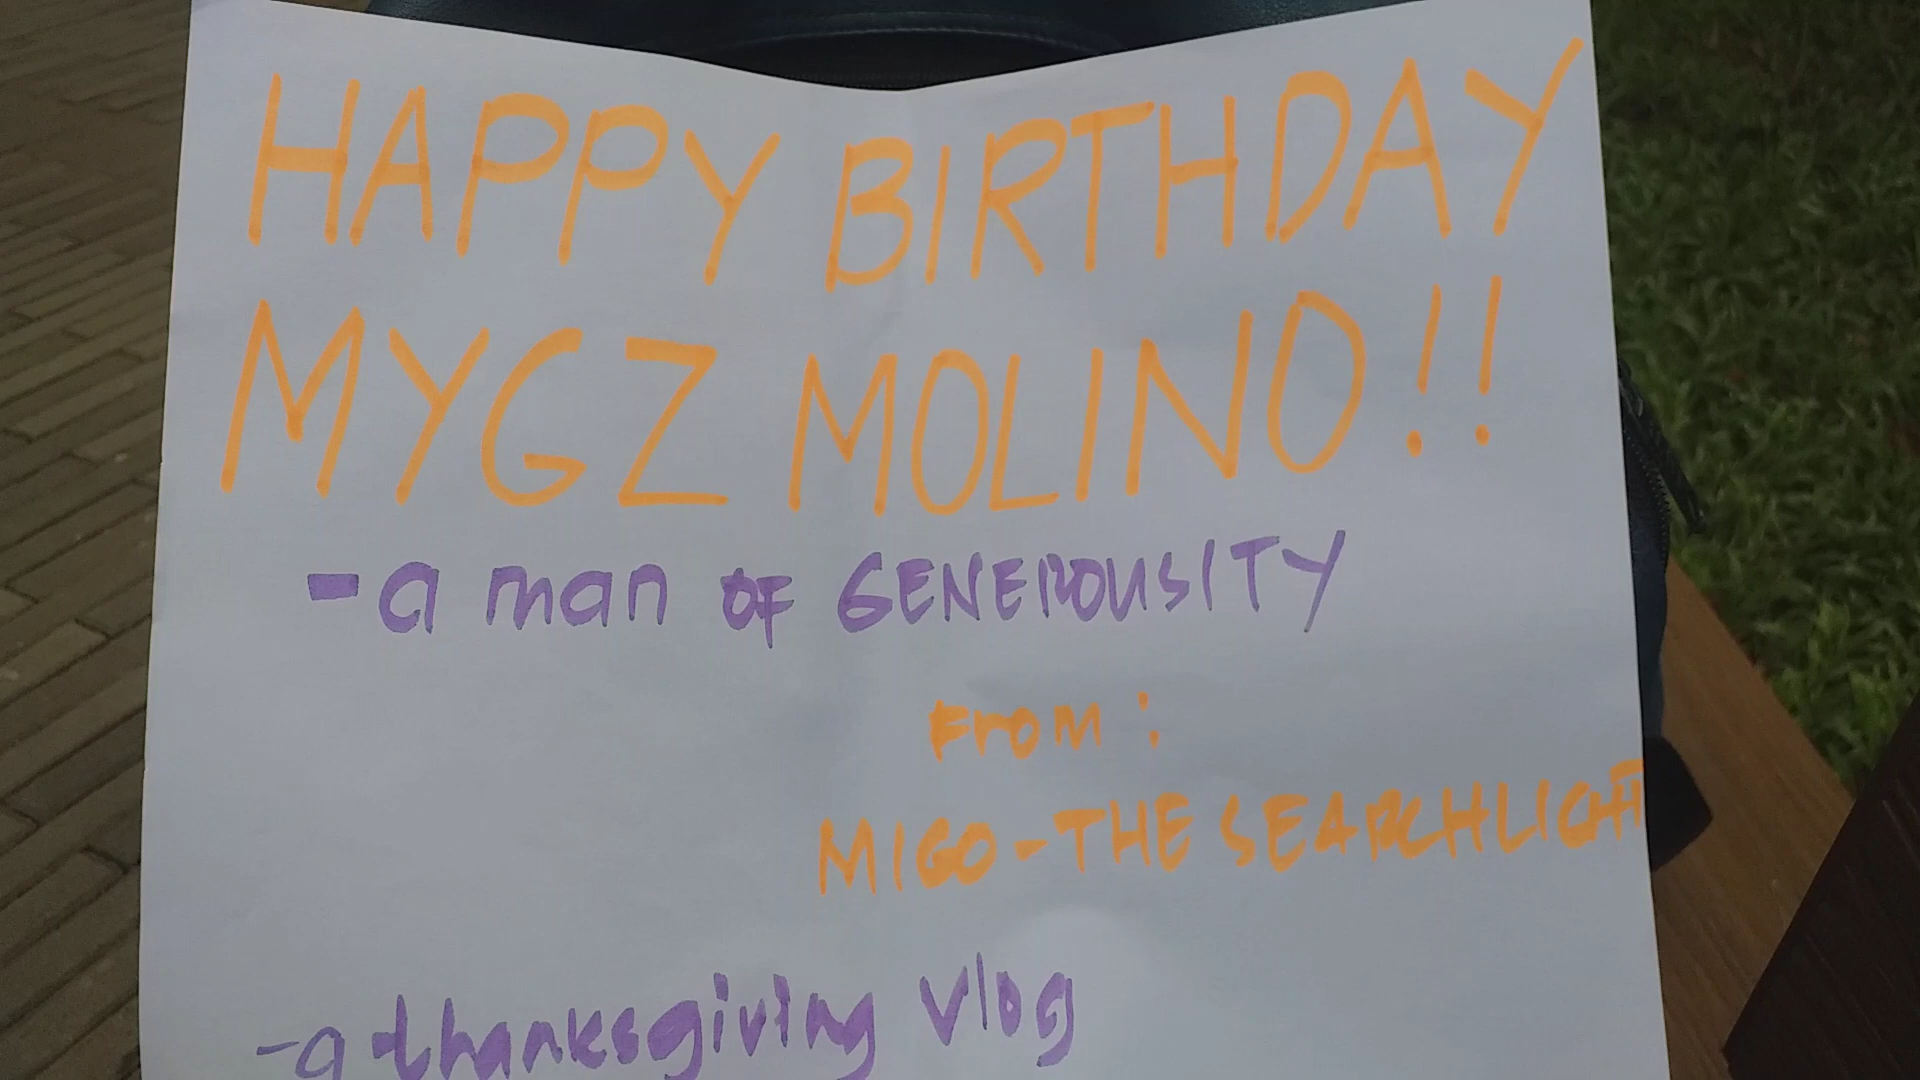 HAPPY BIRTHDAY
MYGZ MOLINO!!
-a man OF GENEROUSITY
From:
MIGO-THE SEARCHLIGHT
-a thanksgiving Vlog